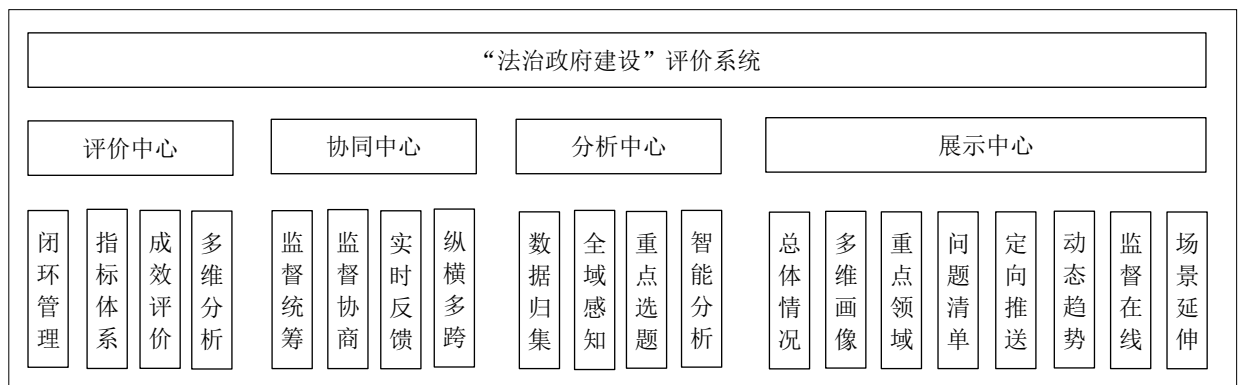 “法治政府建设”评价系统
评价中心
协同中心
分析中心
展示中心
闭环管理
指标体系
成效评价
多维分析
监督统筹
监督协商
实时反馈
纵横多跨
数据归集
全域感知
重点选题
智能分析
总体情况
多维画像
重点领域
问题清单
定向推送
动态趋势
监督在线
场景延伸